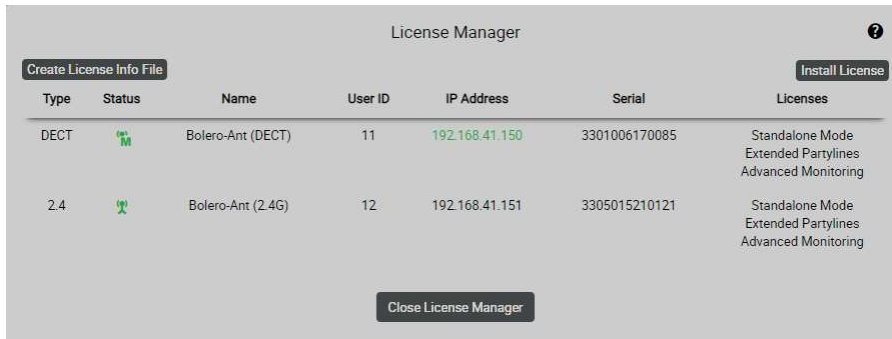 License Manager
?
Create License Info File
Install License
Type Status Name User ID IP Address Serial Licenses
DECT M Bolero-Ant (DECT) 11 192.168.41.150 3301006170085 Standalone Mode
Extended Partylines
Advanced Monitoring
2.4 Bolero-Ant (2.4G) 12 192.168.41.151 3305015210121 Standalone Mode
Extended Partylines
Advanced Monitoring
Close License Manager